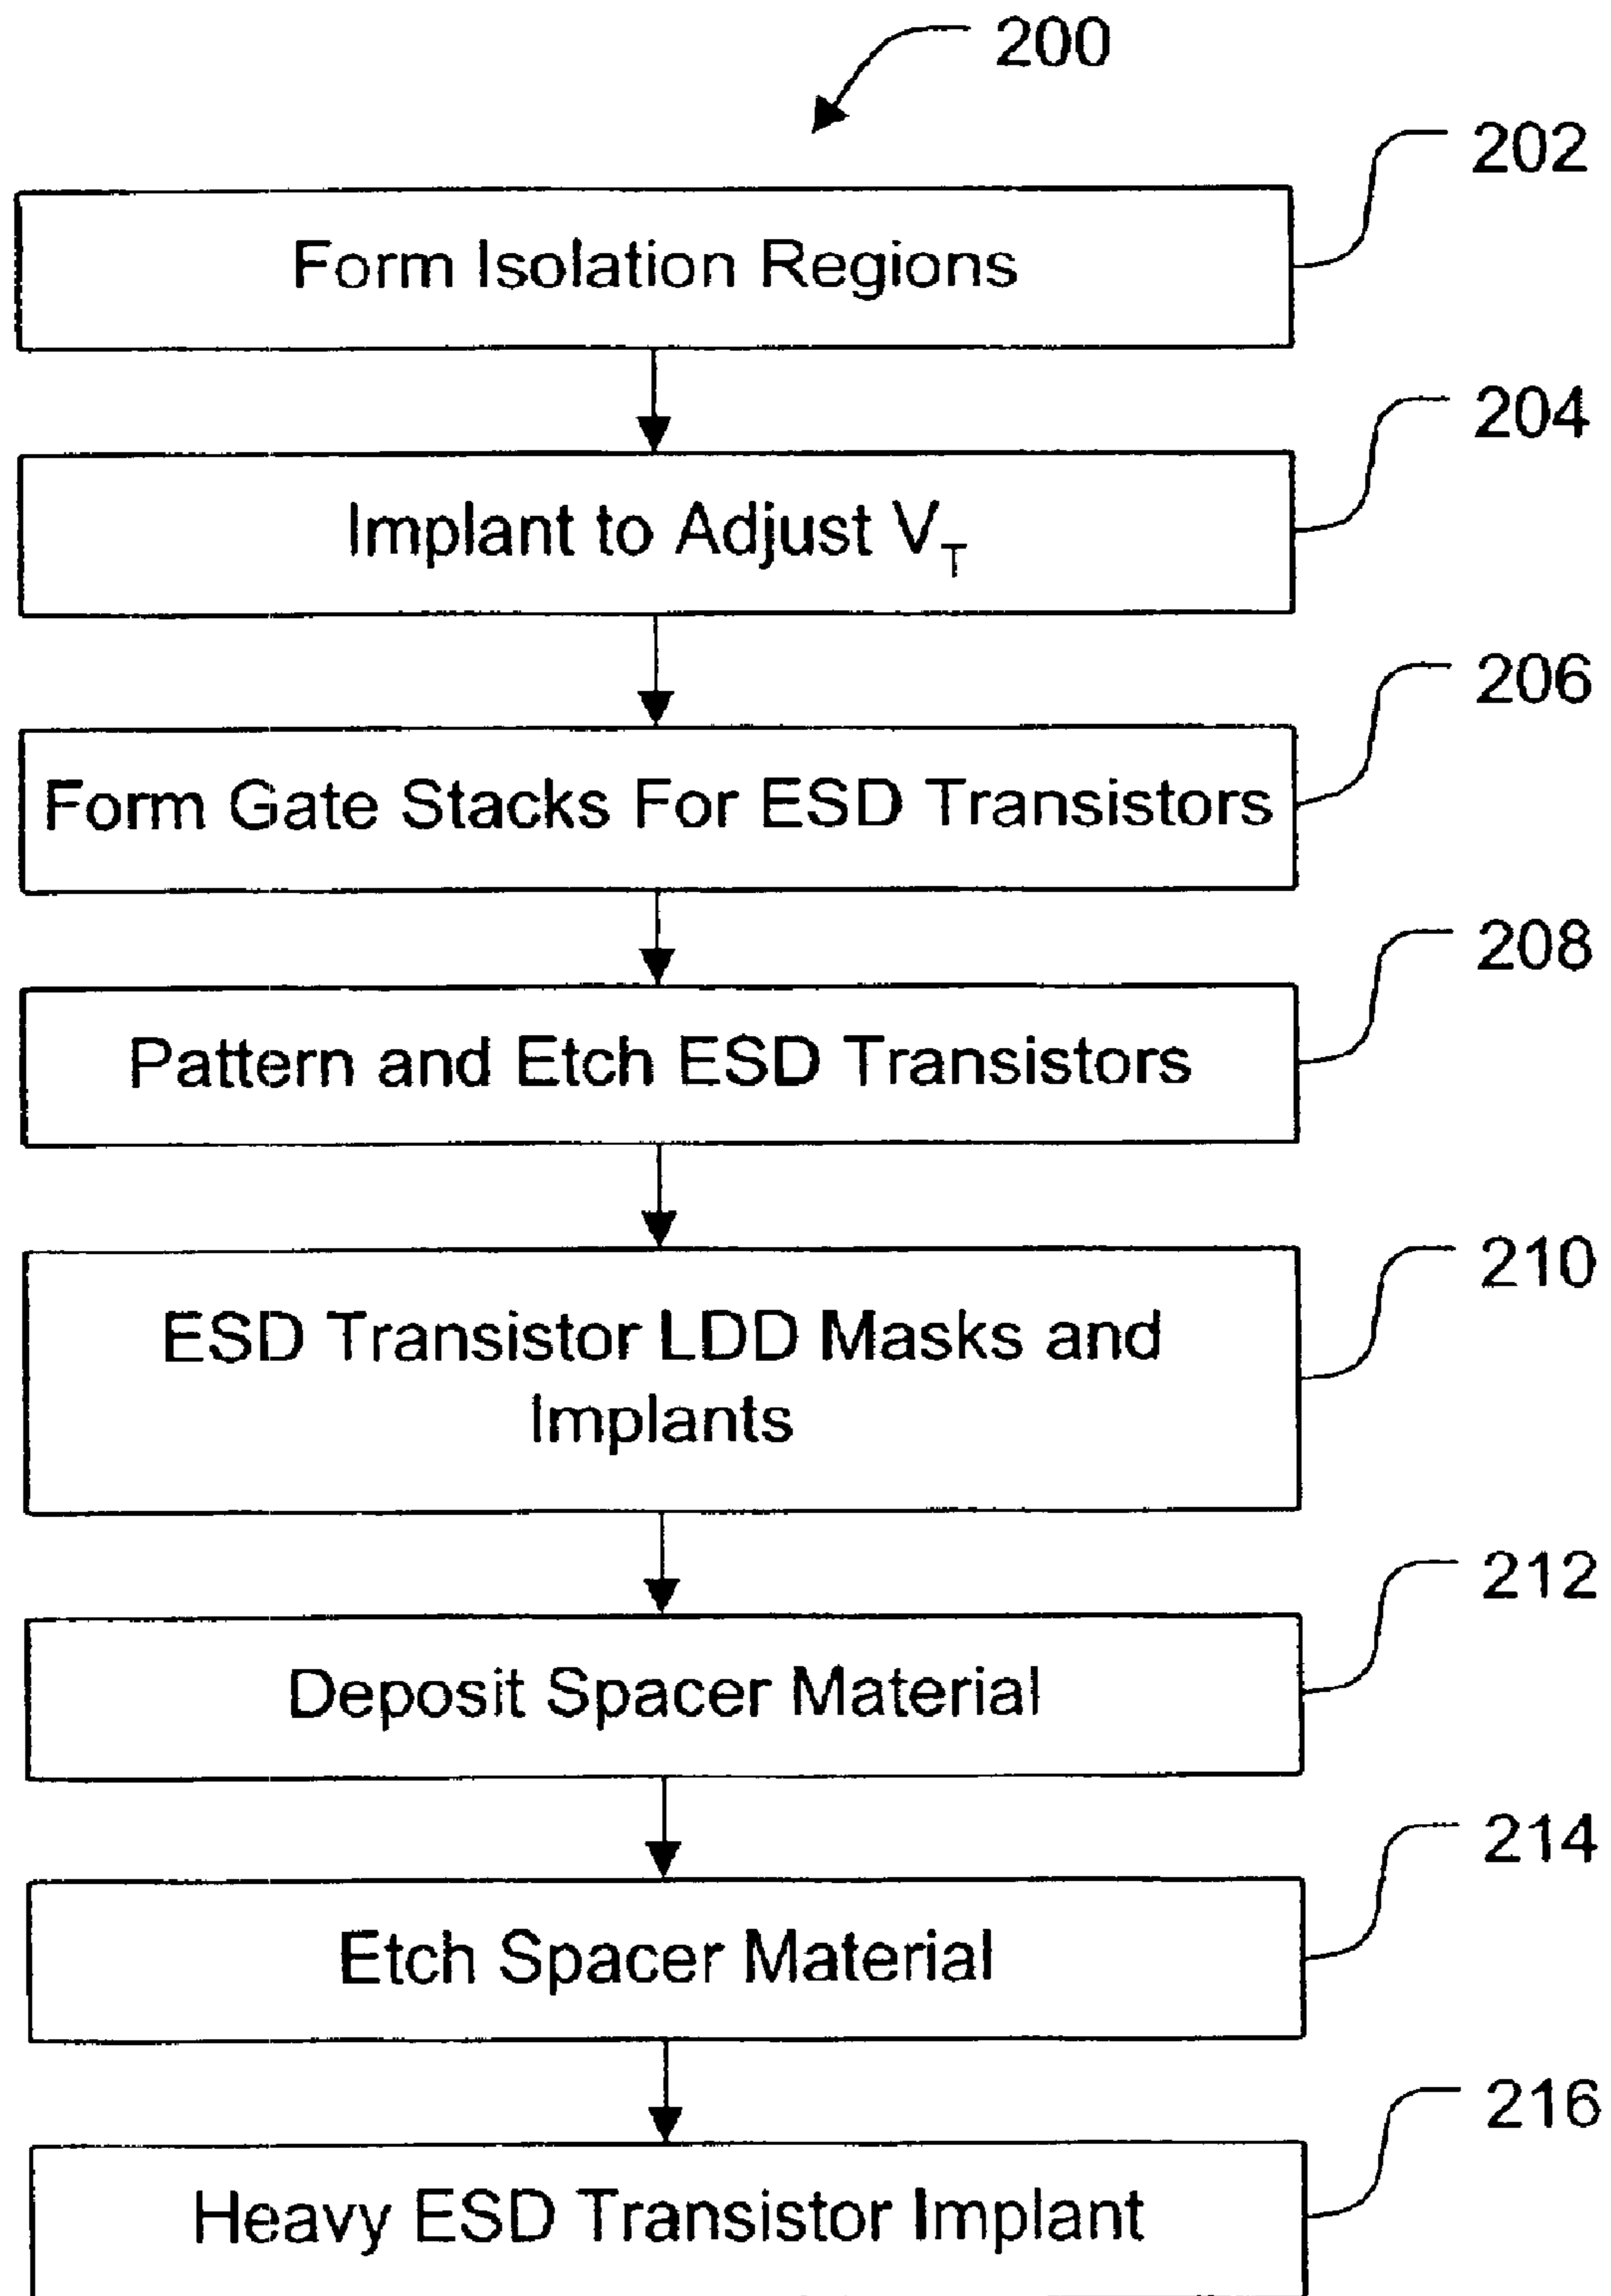 200
202
Form Isolation Regions
204
Implant to Adjust V_T
206
Form Gate Stacks For ESD Transistors
208
Pattern and Etch ESD Transistors
210
ESD Transistor LDD Masks and
Implants
212
Deposit Spacer Material
214
Etch Spacer Material
216
Heavy ESD Transistor Implant